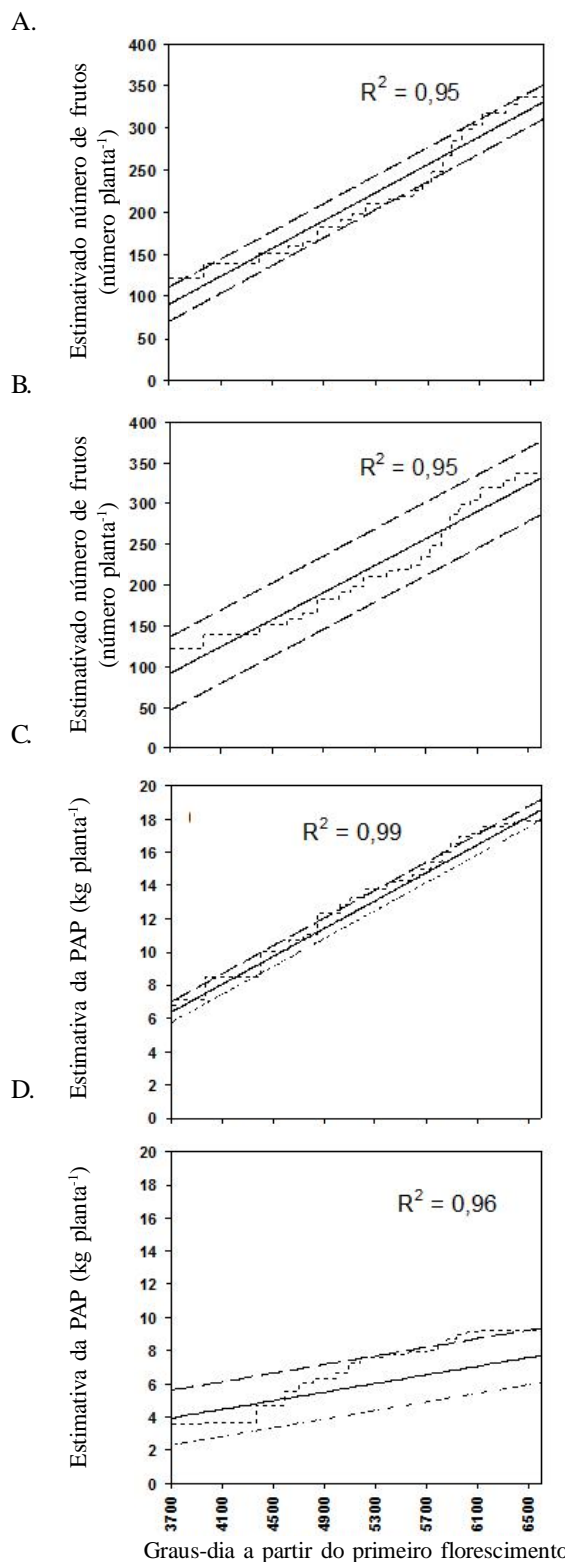 A.
Estimativado número de frutos
(número planta⁻¹)
400
350
300
250
200
150
100
50
0
R² = 0,95
B.
Estimativado número de frutos
(número planta⁻¹)
400
350
300
250
200
150
100
50
0
R² = 0,95
C.
Estimativa da PAP (kg planta⁻¹)
20
18
16
14
12
10
8
6
4
2
0
R² = 0,99
D.
Estimativa da PAP (kg planta⁻¹)
20
18
16
14
12
10
8
6
4
2
0
R² = 0,96
3700 4100 4500 4900 5300 5700 6100 6500
Graus-dia a partir do primeiro florescimento